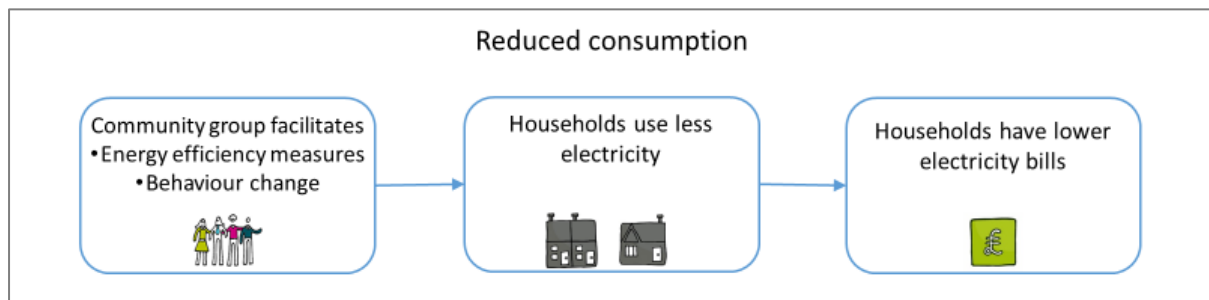 Reduced consumption
Community group facilitates
•Energy efficiency measures
•Behaviour change
Households use less
electricity
Households have lower
electricity bills
£